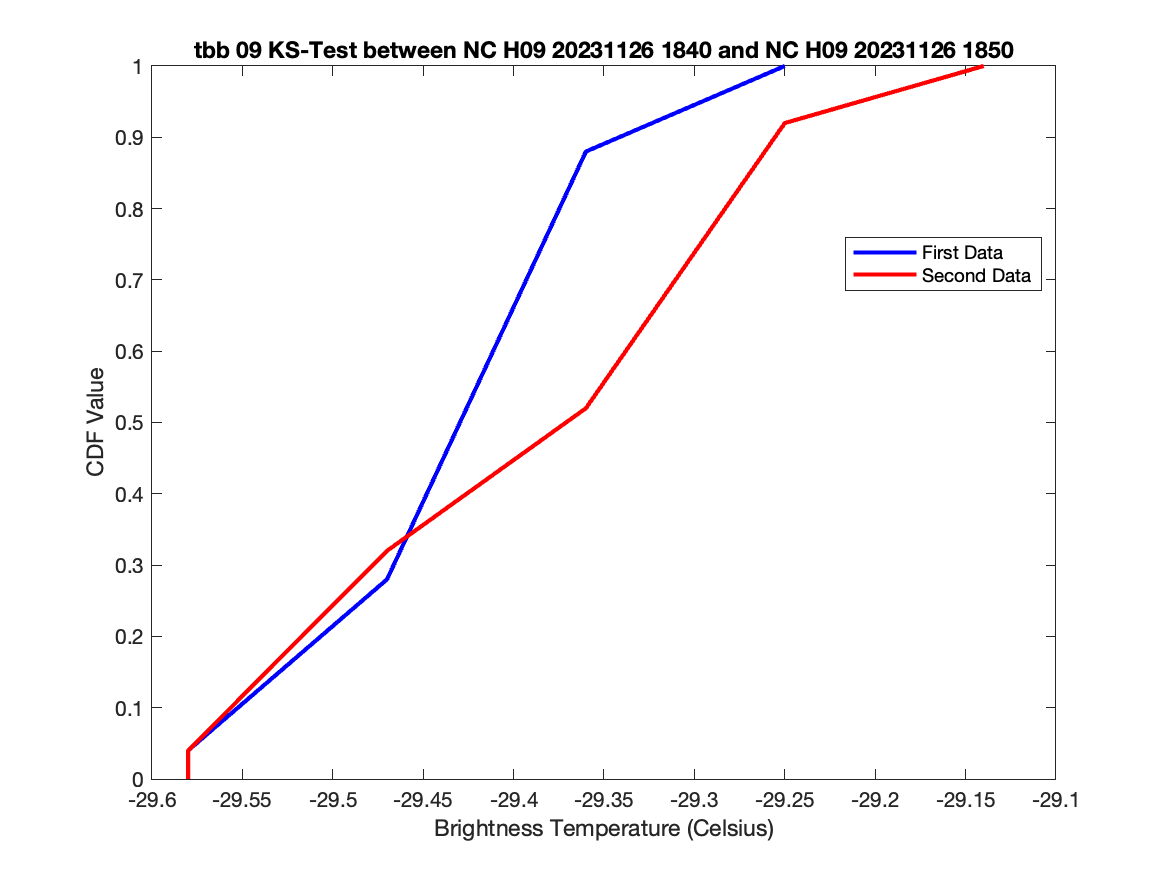 tbb 09 KS-Test between NC H09 20231126 1840 and NC H09 20231126 1850
1
0.9
0.8
0.7
0.6
0.5
0.4
0.3
0.2
0.1
0
CDF Value
First Data
Second Data
-29.6 -29.55 -29.5 -29.45 -29.4 -29.35 -29.3 -29.25 -29.2 -29.15 -29.1
Brightness Temperature (Celsius)